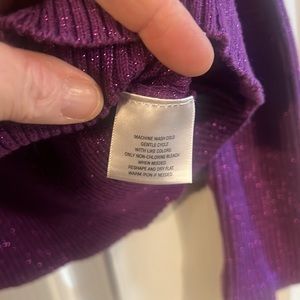 MACHINE WASH COLD
GENTLE CYCLE
WITH LIKE COLORS
ONLY NON-CHLORINE BLEACH
WHEN NEEDED
RESHAPE AND DRY FLAT
WARM IRON IF NEEDED